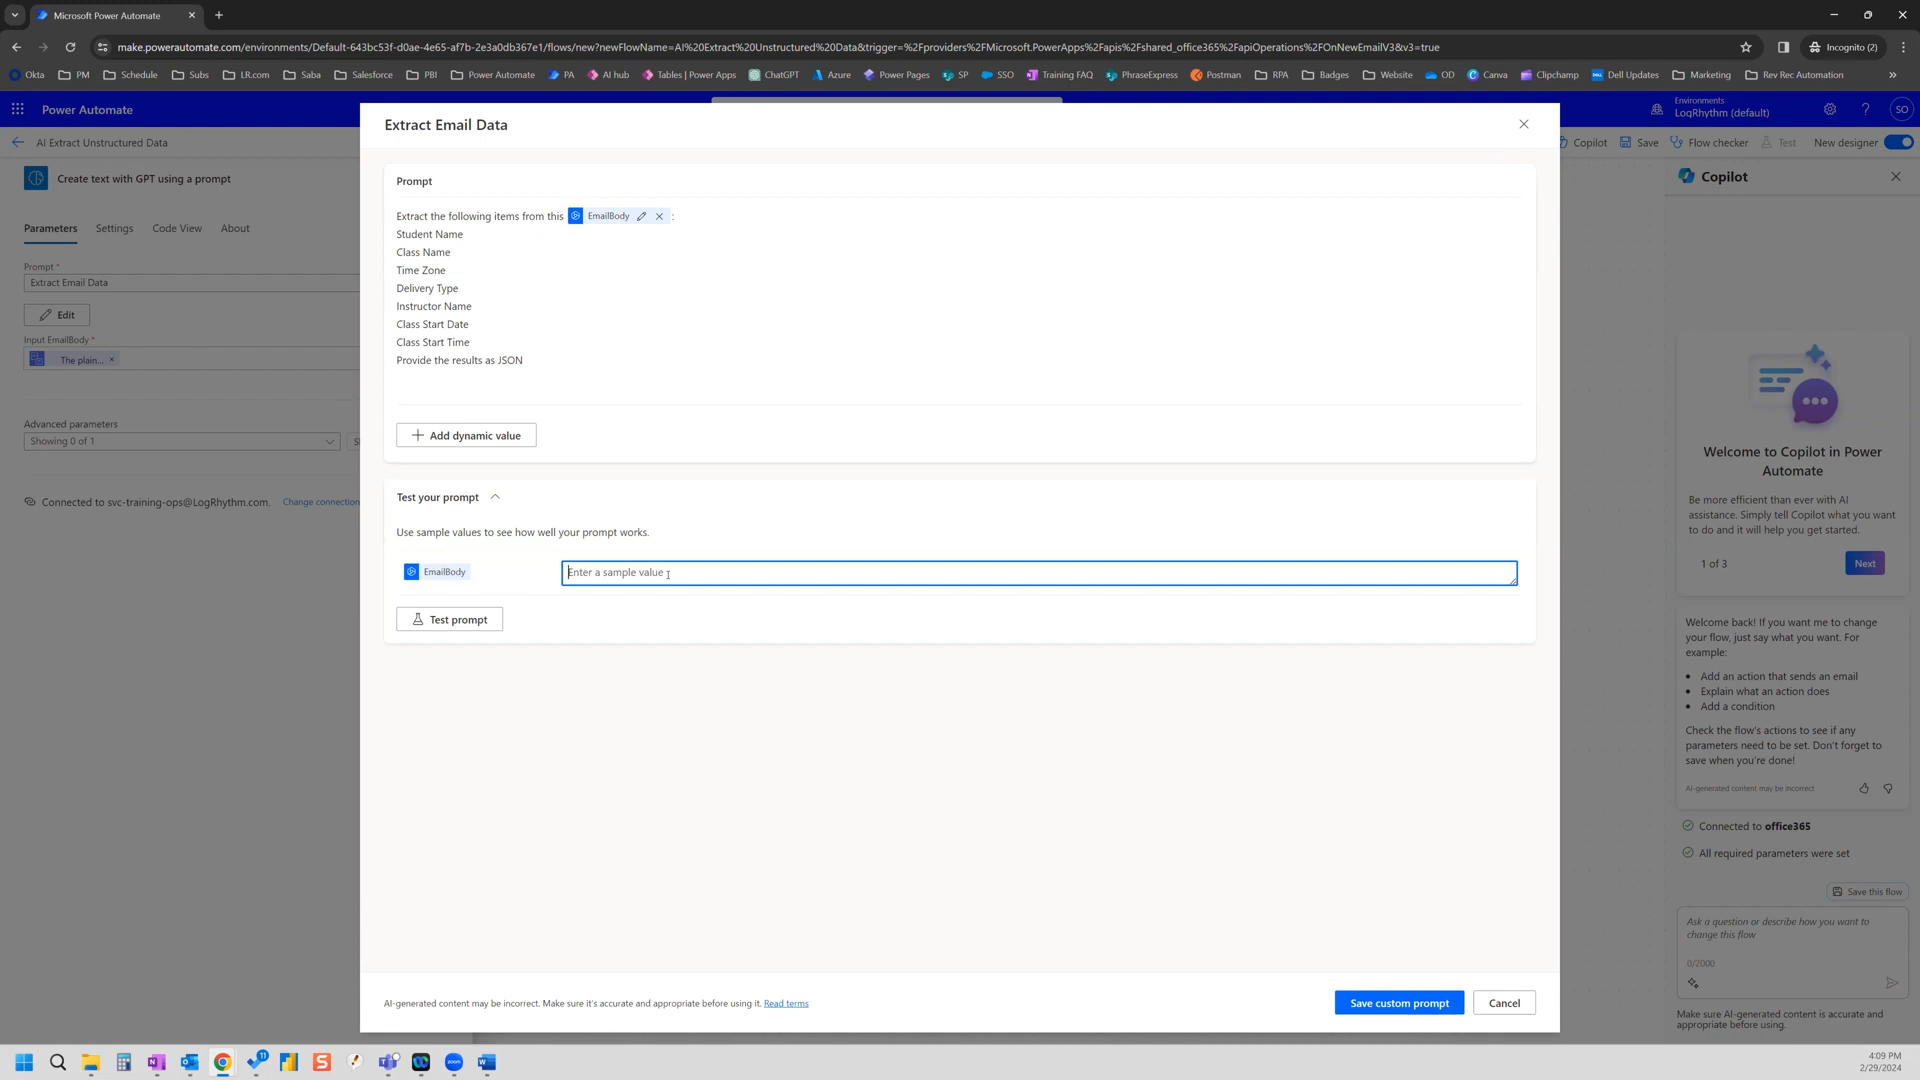 Microsoft Power Automate
make.powerautomate.com/environments/Default-643bc53f-d0ae-4e65-af7b-2e3a0db367e1/flows/new?newFlowName=AI%20Extract%20Unstructured%20Data&trigger=%2Fproviders%2FMicrosoft.PowerApps%2Fapis%2Fshared_office365%2FapiOperations%2FOnNewEmailV3&v3=true
Incognito (2)
Okta PM Schedule Subs LR.com Saba Salesforce PBI Power Automate PA AI hub Tables | Power Apps ChatGPT Azure Power Pages SP SSO Training FAQ PhraseExpress Postman RPA Badges Website OD Canva Clipchamp Dell Updates Marketing Rev Rec Automation
Power Automate
Environments
LogRhythm (default)
SO
AI Extract Unstructured Data
Copilot Save Flow checker Test New designer
Create text with GPT using a prompt
Parameters Settings Code View About
Prompt *
Extract Email Data
Edit
Input EmailBody *
The plain... ×
Advanced parameters
Showing 0 of 1
Connected to svc-training-ops@LogRhythm.com. Change connection
Extract Email Data
Prompt
Extract the following items from this EmailBody :
Student Name
Class Name
Time Zone
Delivery Type
Instructor Name
Class Start Date
Class Start Time
Provide the results as JSON
Add dynamic value
Test your prompt
Use sample values to see how well your prompt works.
EmailBody
Enter a sample value
Test prompt
AI-generated content may be incorrect. Make sure it's accurate and appropriate before using it. Read terms
Save custom prompt
Cancel
Copilot
Welcome to Copilot in Power
Automate
Be more efficient than ever with AI
assistance. Simply tell Copilot what you want
to do and it will help you get started.
1 of 3
Next
Welcome back! If you want me to change
your flow, just say what you want. For
example:
• Add an action that sends an email
• Explain what an action does
• Add a condition
Check the flow's actions to see if any
parameters need to be set. Don't forget to
save when you're done!
AI-generated content may be incorrect
Connected to office365
All required parameters were set
Save this flow
Ask a question or describe how you want to
change this flow
0/2000
Make sure AI-generated content is accurate and
appropriate before using.
11
zoom
4:09 PM
2/29/2024